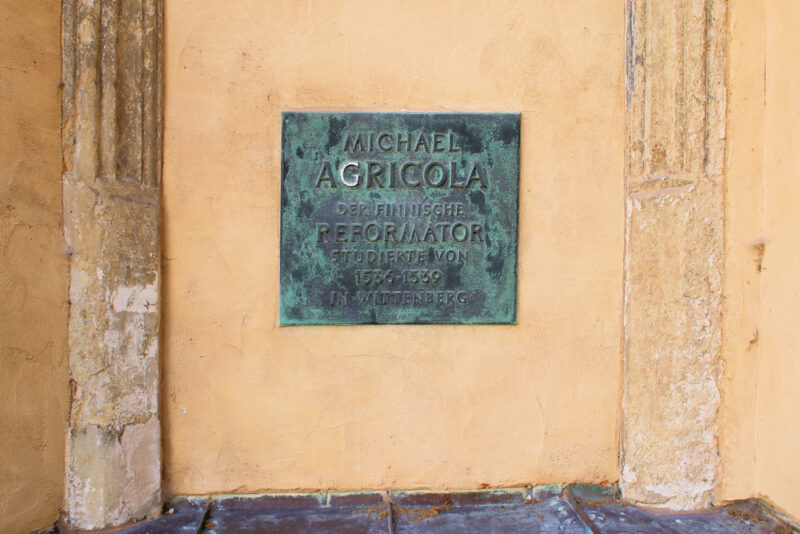 MICHAEL
AGRICOLA
DER FINNISCHE
REFORMATOR
STUDIERTE VON
1536-1539
IN WITTENBERG